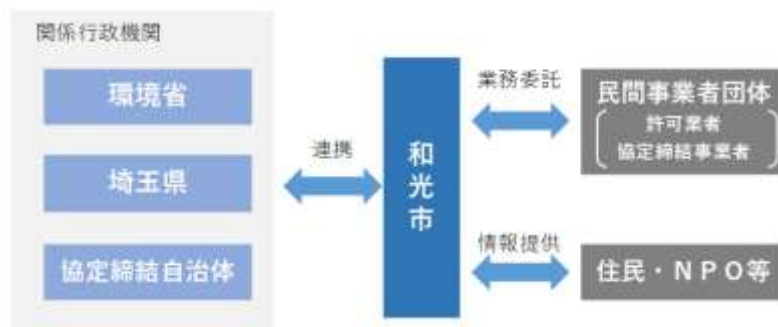 関係行政機関
環境省
埼玉県
協定締結自治体
連携
和光市
業務委託
民間事業者団体
許可業者
協定締結事業者
情報提供
住民・NPO等